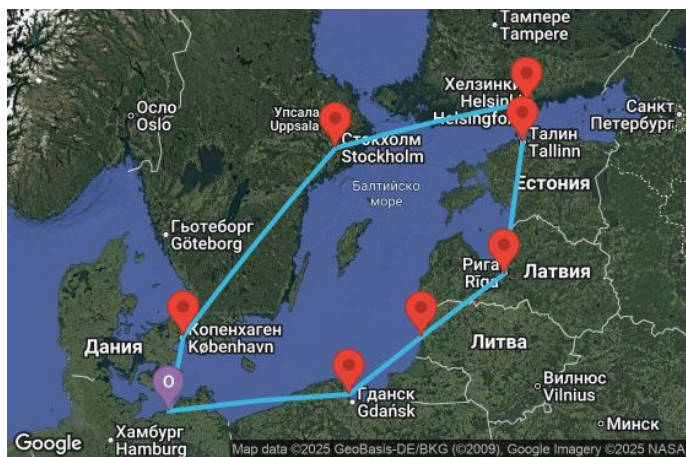 Тампере
Tampere
Хелзинки
Helsinki
Helsingfors
Осло
Oslo
Упсала
Uppsala
Стокхолм
Stockholm
Санкт
Петербург
Талин
Tallinn
Естония
Балтийско
море
Гьотеборг
Göteborg
Рига
Rīga
Латвия
Копенхаген
København
Дания
Литва
О
Вилнюс
Vilnius
Гданск
Gdańsk
Минск
Хамбург
Hamburg
Google
Map data ©2025 GeoBasis-DE/BKG (©2009), Google Imagery ©2025 NASA